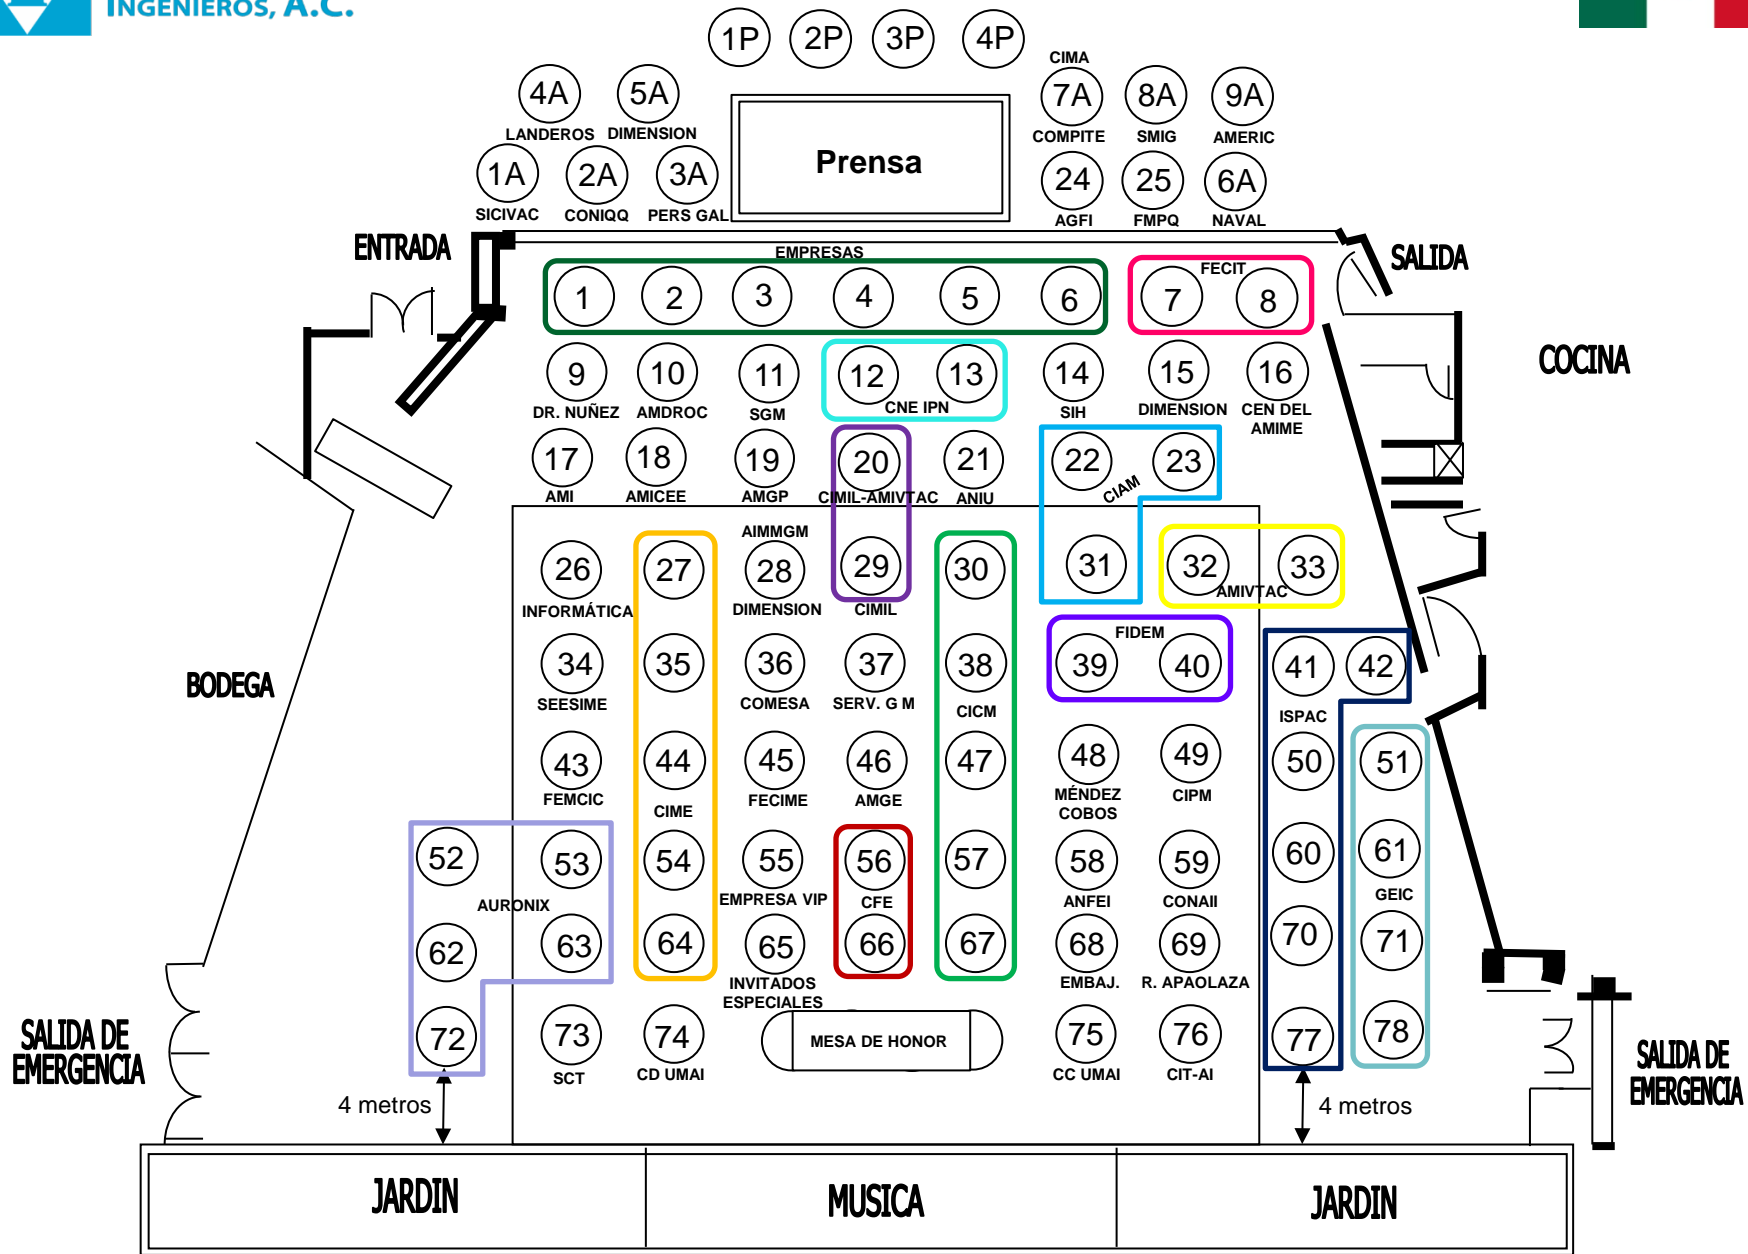 INGENIEROS, A.C.
1P 2P 3P 4P
CIMA
4A 5A 7A 8A 9A
LANDEROS DIMENSION COMPITE SMIG AMERIC
Prensa
1A 2A 3A 24 25 6A
SICIVAC CONIQQ PERS GAL AGFI FMPQ NAVAL
ENTRADA EMPRESAS SALIDA
FECIT
1 2 3 4 5 6 7 8
COCINA
9 10 11 12 13 14 15 16
DR. NUÑEZ AMDROC SGM CNE IPN SIH DIMENSION CEN DEL
AMIME
17 18 19 20 21 22 23
AMI AMICEE AMGP CIMIL-AMIVTAC ANIU CIAM
AIMMGM
26 27 28 29 30 31 32 33
INFORMÁTICA DIMENSION CIMIL AMIVTAC
FIDEM
34 35 36 37 38 39 40 41 42
BODEGA
SEESIME COMESA SERV. G M CICM ISPAC
43 44 45 46 47 48 49 50 51
FEMCIC CIME FECIME AMGE MÉNDEZ CIPM
COBOS
52 53 54 55 56 57 58 59 60 61
AURONIX EMPRESA VIP CFE ANFEI CONAII GEIC
62 63 64 65 66 67 68 69 70 71
INVITADOS EMBAJ. R. APAOLAZA
ESPECIALES
72 73 74 MESA DE HONOR 75 76 77 78
SCT CD UMAI CC UMAI CIT-AI
SALIDA DE
EMERGENCIA
SALIDA DE
EMERGENCIA
4 metros 4 metros
JARDIN MUSICA JARDIN